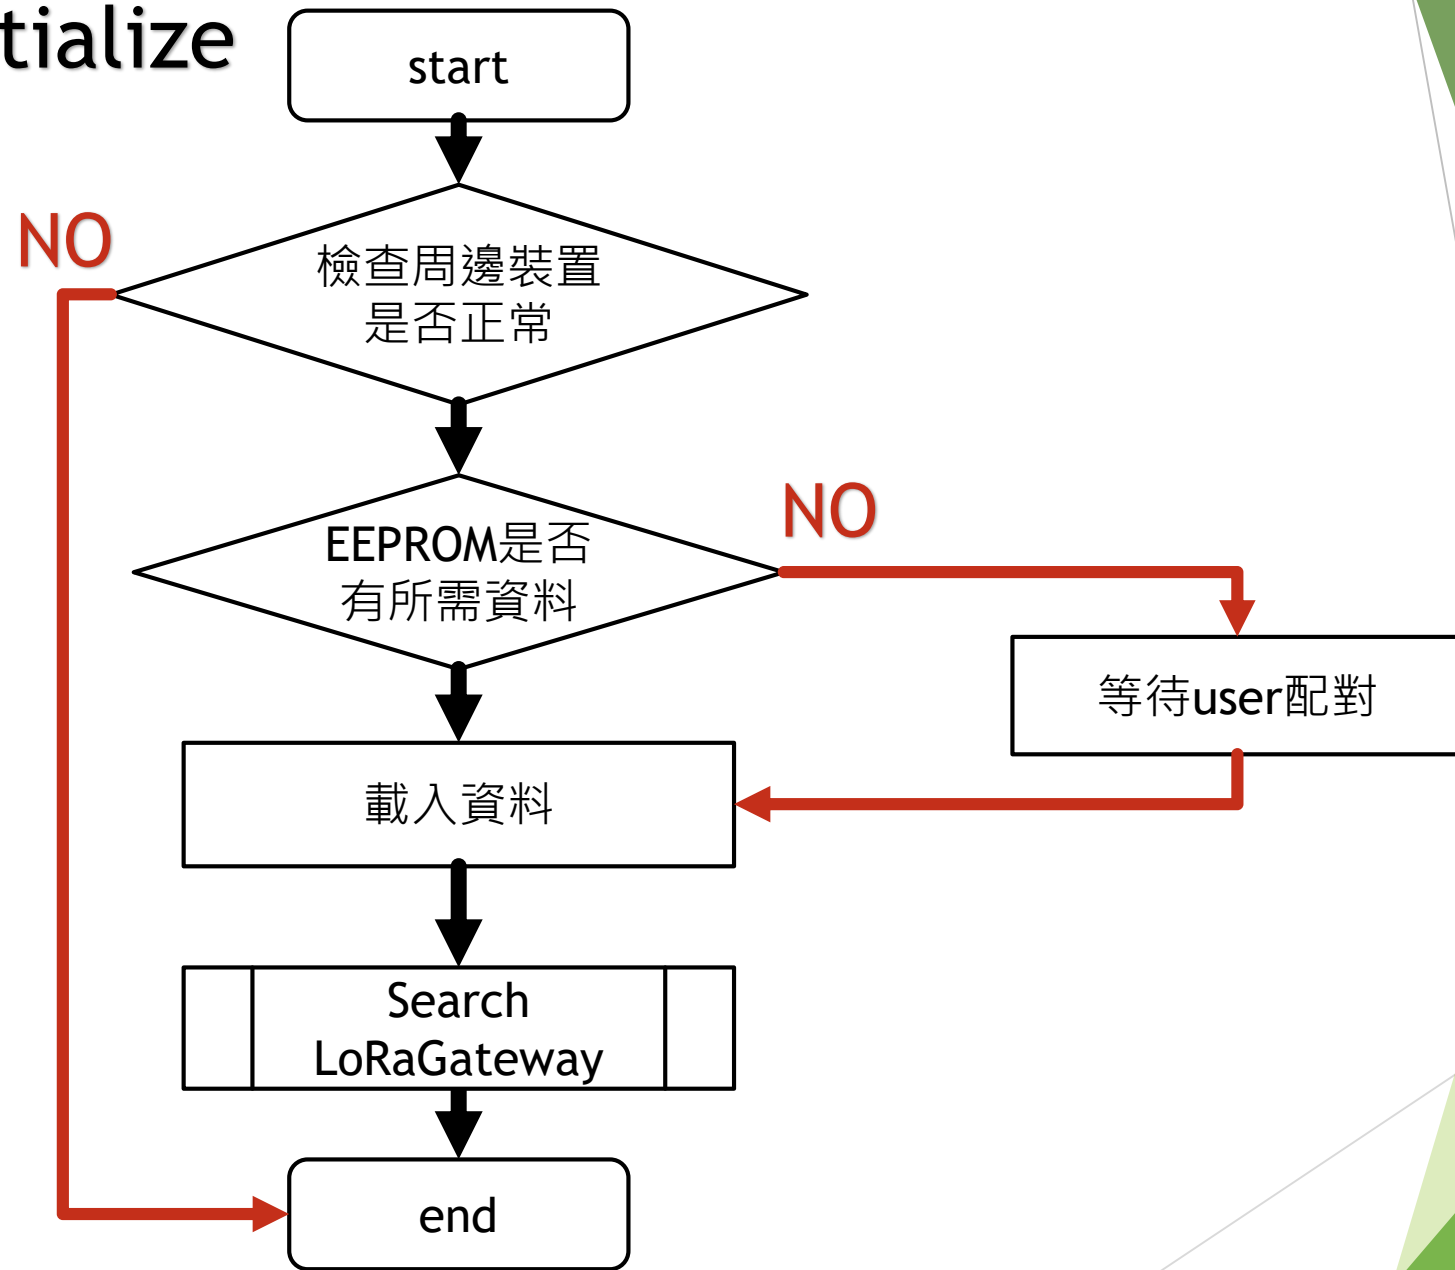 tialize
start
NO
檢查周邊裝置
是否正常
NO
EEPROM是否
有所需資料
等待user配對
載入資料
Search
LoRaGateway
end